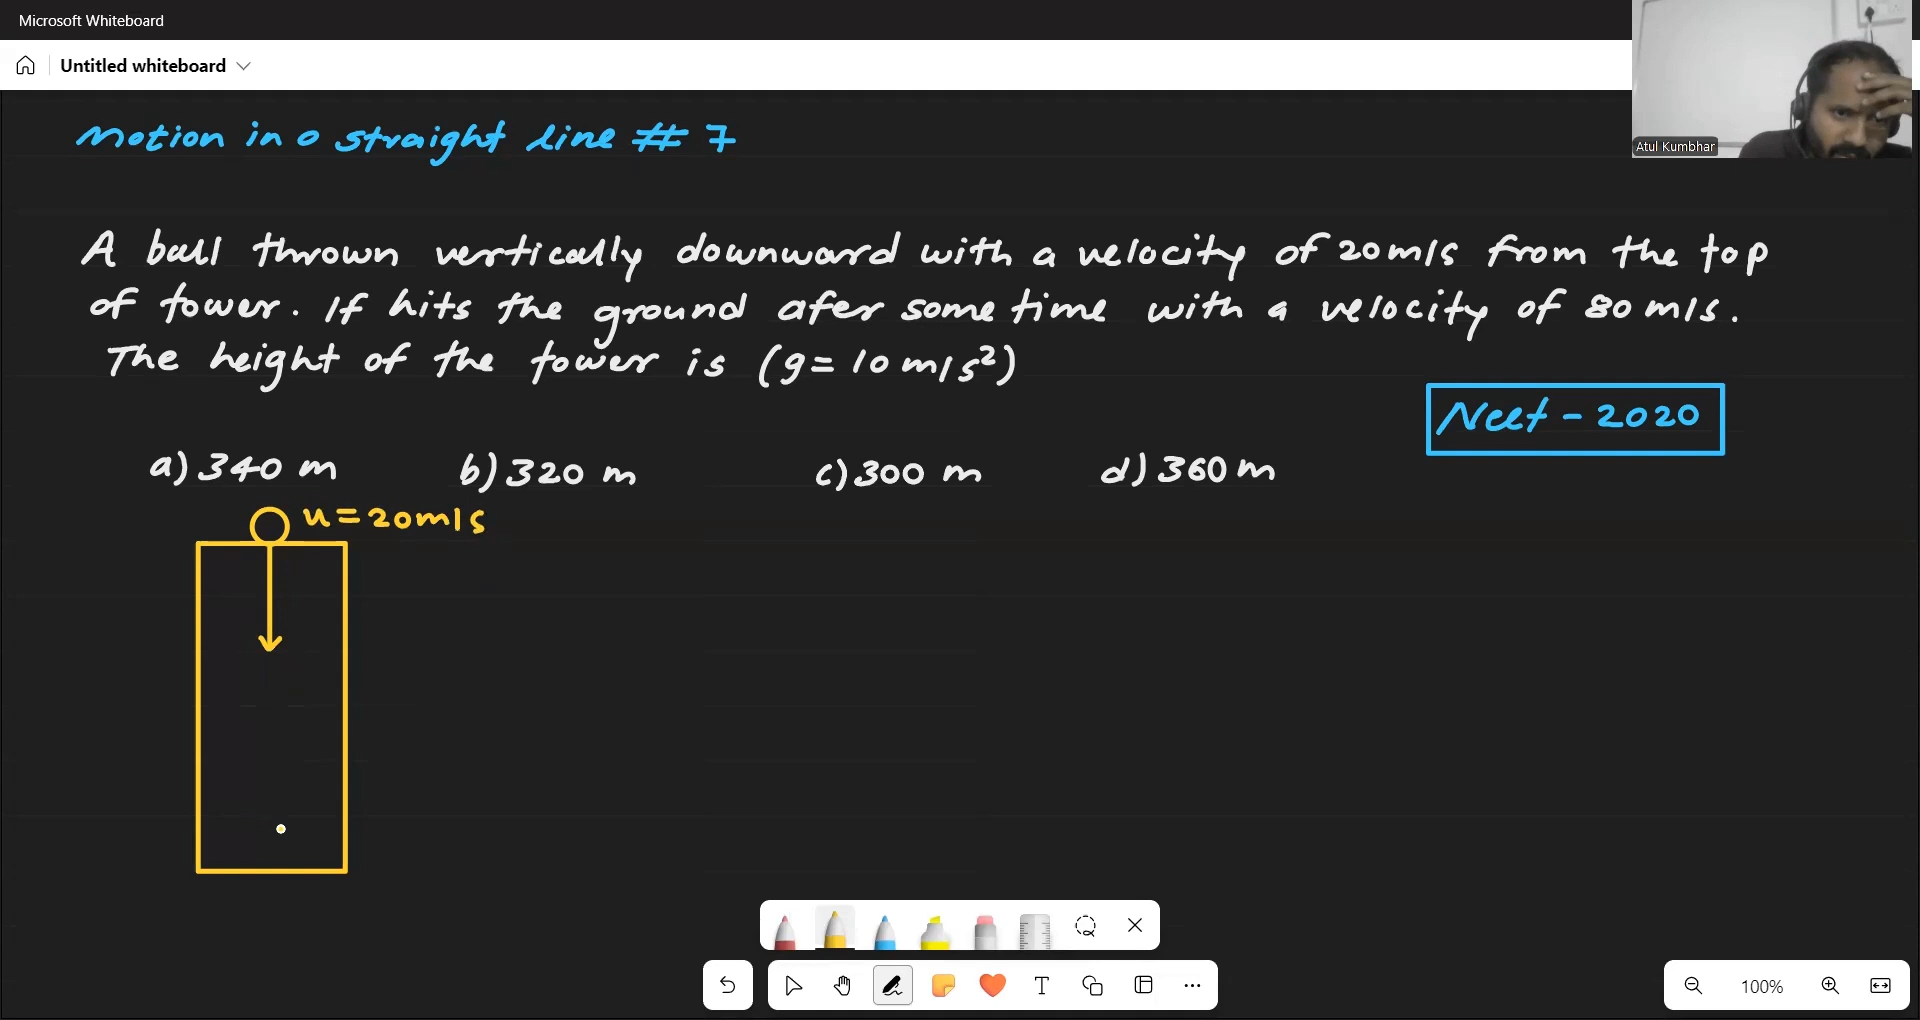 Microsoft Whiteboard
Untitled whiteboard
Atul Kumbhar
Motion in a straight line # 7
A ball thrown vertically downward with a velocity of 20m/s from the top
of tower. If hits the ground afer some time with a velocity of 80 m/s.
The height of the tower is (g = 10 m/s²)
Neet - 2020
a) 340 m b) 320 m c) 300 m d) 360 m
u = 20m/s
T
100%